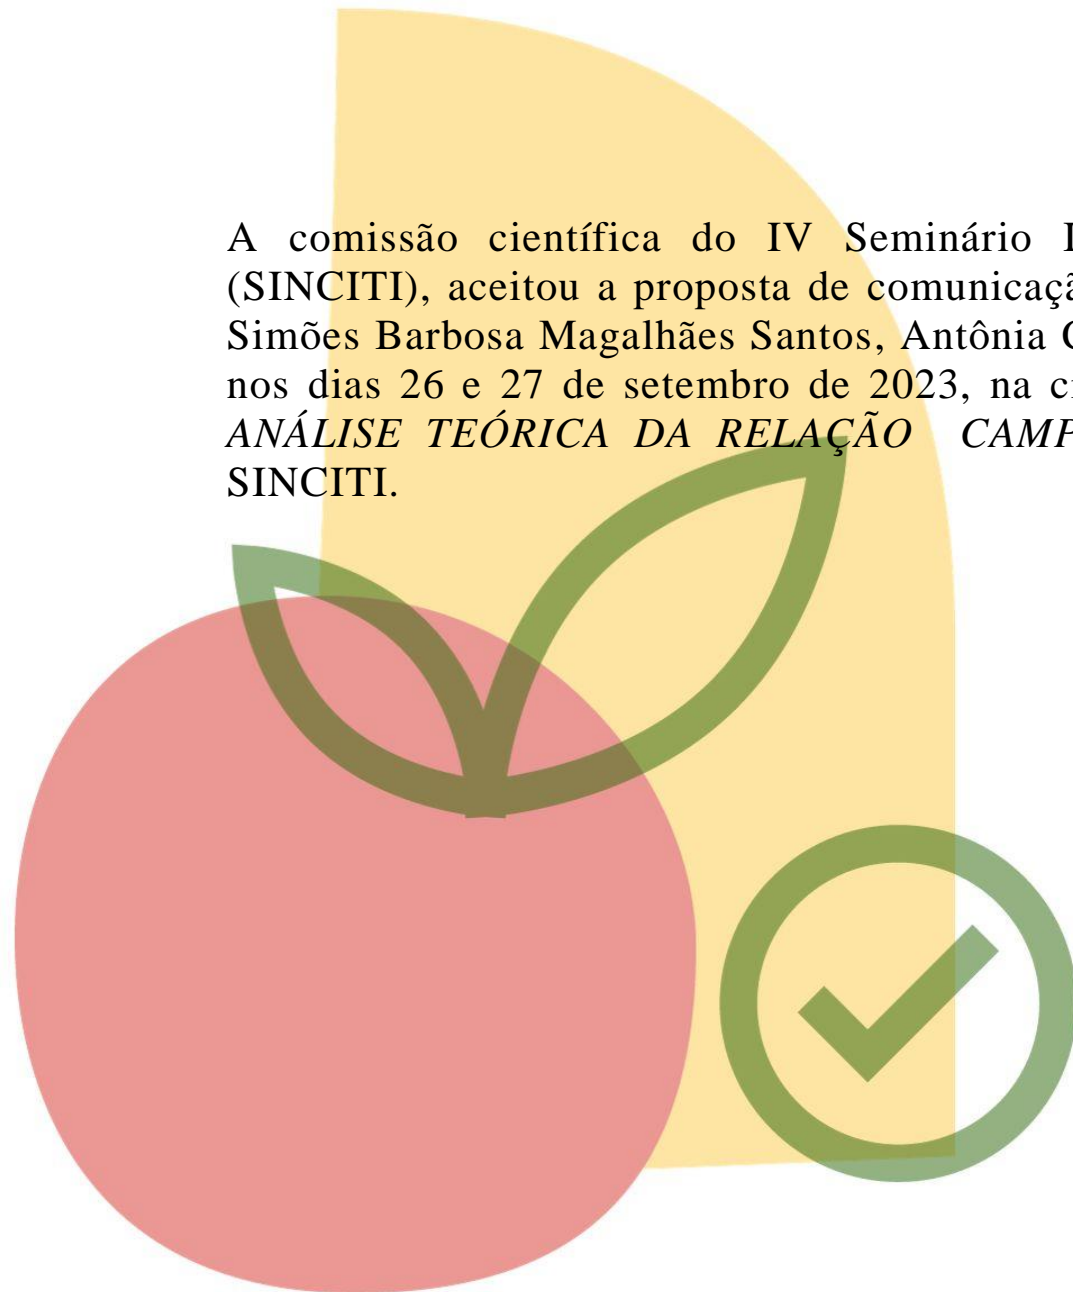 A comissão científica do IV Seminário I
(SINCITI), aceitou a proposta de comunicaçã
Simões Barbosa Magalhães Santos, Antônia C
nos dias 26 e 27 de setembro de 2023, na c
ANÁLISE TEÓRICA DA RELAÇÃO CAMP
SINCITI.